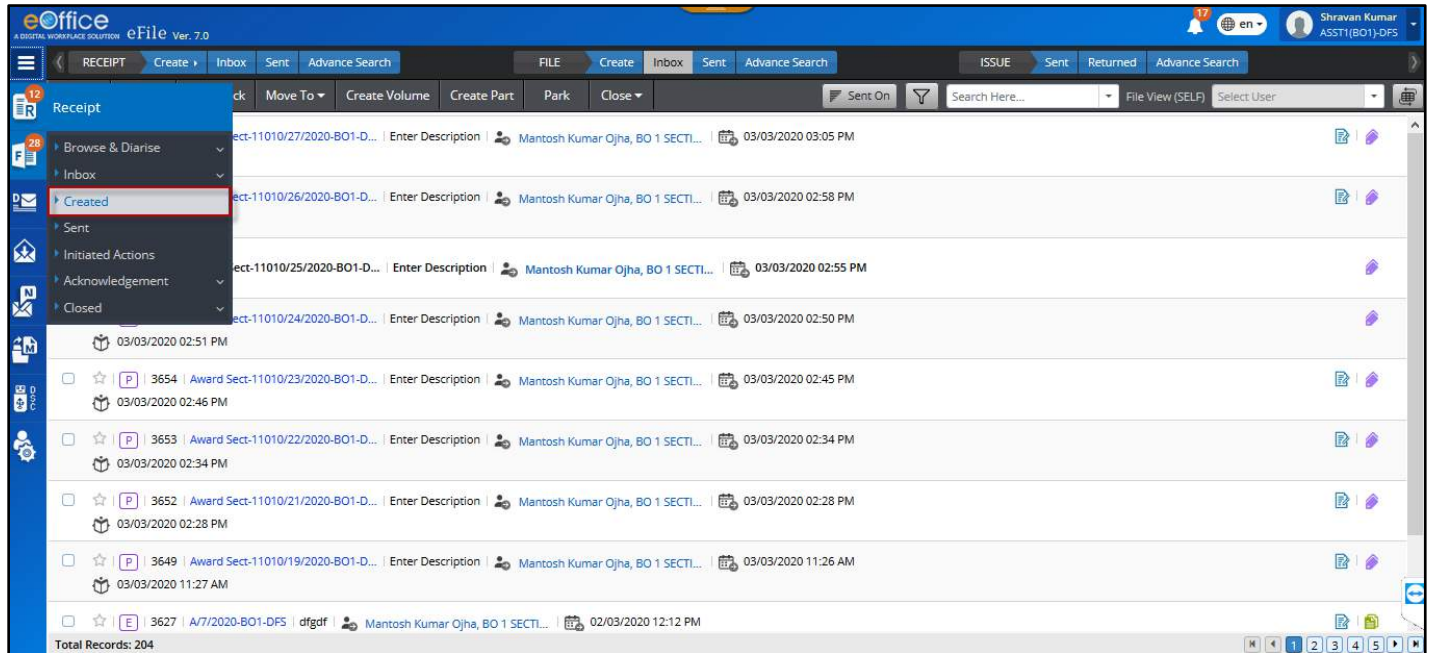 eOffice
A DIGITAL WORKPLACE SOLUTION eFile Ver. 7.0
17 en Shravan Kumar
ASST1(BO1)-DFS
RECEIPT Create Inbox Sent Advance Search FILE Create Inbox Sent Advance Search ISSUE Sent Returned Advance Search
12 R Receipt ck Move To Create Volume Create Part Park Close Sent On Search Here... File View (SELF) Select User
28 F Browse & Diarise ect-11010/27/2020-BO1-D... Enter Description Mantosh Kumar Ojha, BO 1 SECTI... 03/03/2020 03:05 PM
Inbox
D Created ect-11010/26/2020-BO1-D... Enter Description Mantosh Kumar Ojha, BO 1 SECTI... 03/03/2020 02:58 PM
Sent
Initiated Actions
ect-11010/25/2020-BO1-D... Enter Description Mantosh Kumar Ojha, BO 1 SECTI... 03/03/2020 02:55 PM
Acknowledgement
N
Closed
ect-11010/24/2020-BO1-D... Enter Description Mantosh Kumar Ojha, BO 1 SECTI... 03/03/2020 02:50 PM
M 03/03/2020 02:51 PM
P 3654 Award Sect-11010/23/2020-BO1-D... Enter Description Mantosh Kumar Ojha, BO 1 SECTI... 03/03/2020 02:45 PM
DSC 03/03/2020 02:46 PM
P 3653 Award Sect-11010/22/2020-BO1-D... Enter Description Mantosh Kumar Ojha, BO 1 SECTI... 03/03/2020 02:34 PM
03/03/2020 02:34 PM
P 3652 Award Sect-11010/21/2020-BO1-D... Enter Description Mantosh Kumar Ojha, BO 1 SECTI... 03/03/2020 02:28 PM
03/03/2020 02:28 PM
P 3649 Award Sect-11010/19/2020-BO1-D... Enter Description Mantosh Kumar Ojha, BO 1 SECTI... 03/03/2020 11:26 AM
03/03/2020 11:27 AM
E 3627 A/7/2020-BO1-DFS dfgdf Mantosh Kumar Ojha, BO 1 SECTI... 02/03/2020 12:12 PM
Total Records: 204 1 2 3 4 5